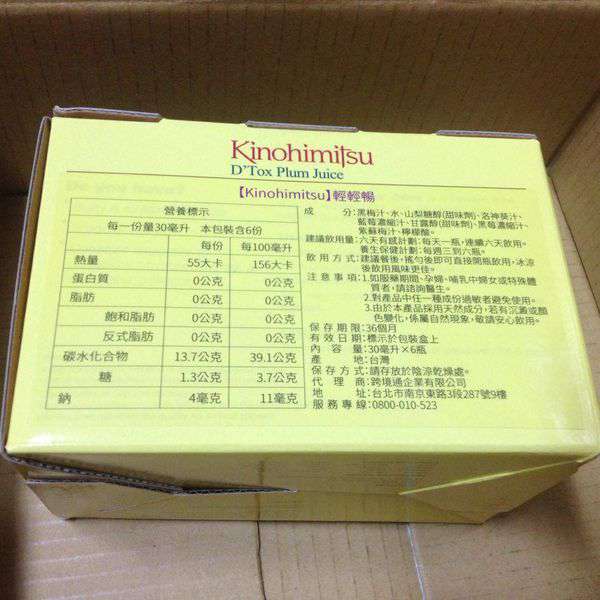 Kinohimitsu
D'Tox Plum Juice
【Kinohimitsu】輕輕暢
營養標示
每一份量30毫升 本包裝含6份
每份 每100毫升
熱量 55大卡 156大卡
蛋白質 0公克 0公克
脂肪 0公克 0公克
飽和脂肪 0公克 0公克
反式脂肪 0公克 0公克
碳水化合物 13.7公克 39.1公克
糖 1.3公克 3.7公克
鈉 4毫克 11毫克
成 分:黑梅汁、水、山梨糖醇(甜味劑)、洛神葵汁、
藍莓濃縮汁、甘露醇(甜味劑)、黑莓濃縮汁、
紫蘇梅汁、檸檬酸。
建議飲用量:六天有感計劃:每天一瓶,連續六天飲用。
養生保健計劃:每週三到六瓶。
飲用方式:建議餐後,搖勻後即可直接開瓶飲用,冰涼
後飲用風味更佳。
注意事項:1.如服藥期間、孕婦、哺乳中婦女或特殊體
質者,請諮詢醫生。
2.對產品中任一種成份過敏者避免使用。
3.由於本產品採用天然成分,若有沉澱或顏
色變化,係屬自然現象,敬請安心飲用。
保存期限:36個月
有效日期:標示於包裝盒上
內容量:30毫升×6瓶
產地:台灣
保存方式:請存放於陰涼乾燥處。
代理商:跨境通企業有限公司
地址:台北市南京東路3段287號9樓
服務專線:0800-010-523